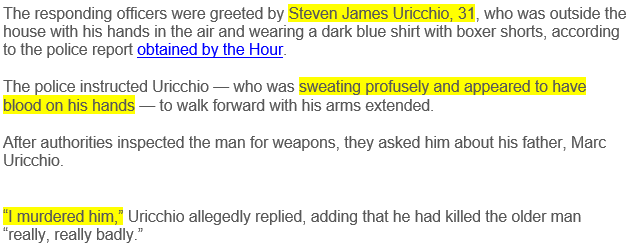 The responding officers were greeted by Steven James Uricchio, 31, who was outside the
house with his hands in the air and wearing a dark blue shirt with boxer shorts, according
to the police report obtained by the Hour.
The police instructed Uricchio — who was sweating profusely and appeared to have
blood on his hands — to walk forward with his arms extended.
After authorities inspected the man for weapons, they asked him about his father, Marc
Uricchio.
“I murdered him,” Uricchio allegedly replied, adding that he had killed the older man
“really, really badly.”